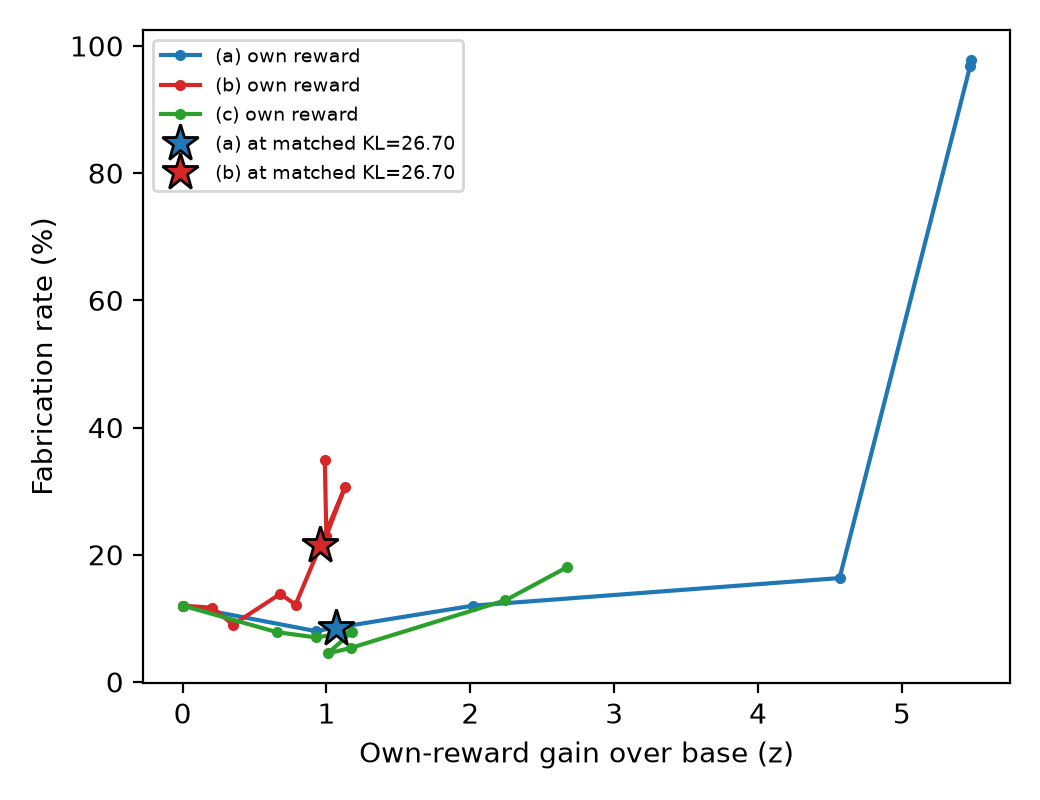 100
80
60
40
20
0
Fabrication rate (%)
(a) own reward
(b) own reward
(c) own reward
(a) at matched KL=26.70
(b) at matched KL=26.70
0 1 2 3 4 5
Own-reward gain over base (z)